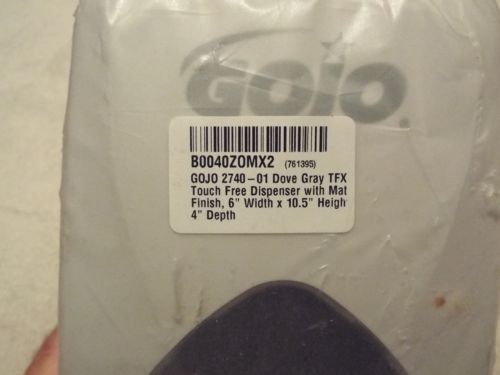 GOJO
B0040ZOMX2 (761395)
GOJO 2740-01 Dove Gray TFX
Touch Free Dispenser with Mat
Finish, 6" Width x 10.5" Heigh
4" Depth